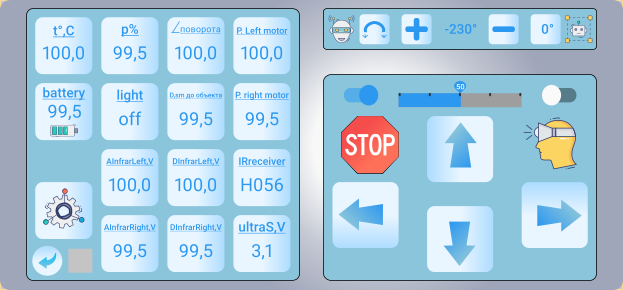 t°,C
100,0
p%
99,5
∠поворота
100,0
P. Left motor
100,0
battery
99,5
light
off
D,sm до объекта
99,5
P. right motor
99,5
AInfrarLeft,V
100,0
DInfrarLeft,V
100,0
IRreceiver
H056
AInfrarRight,V
99,5
DInfrarRight,V
99,5
ultraS,V
3,1
-230°
0°
50
STOP